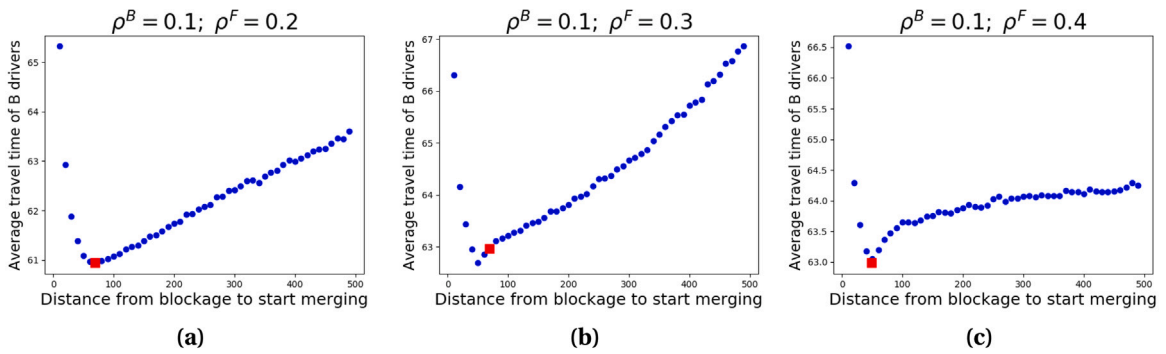 ρ^B = 0.1; ρ^F = 0.2
Average travel time of B drivers
65
64
63
62
61
0 100 200 300 400 500
Distance from blockage to start merging
(a)
ρ^B = 0.1; ρ^F = 0.3
Average travel time of B drivers
67
66
65
64
63
0 100 200 300 400 500
Distance from blockage to start merging
(b)
ρ^B = 0.1; ρ^F = 0.4
Average travel time of B drivers
66.5
66.0
65.5
65.0
64.5
64.0
63.5
63.0
0 100 200 300 400 500
Distance from blockage to start merging
(c)